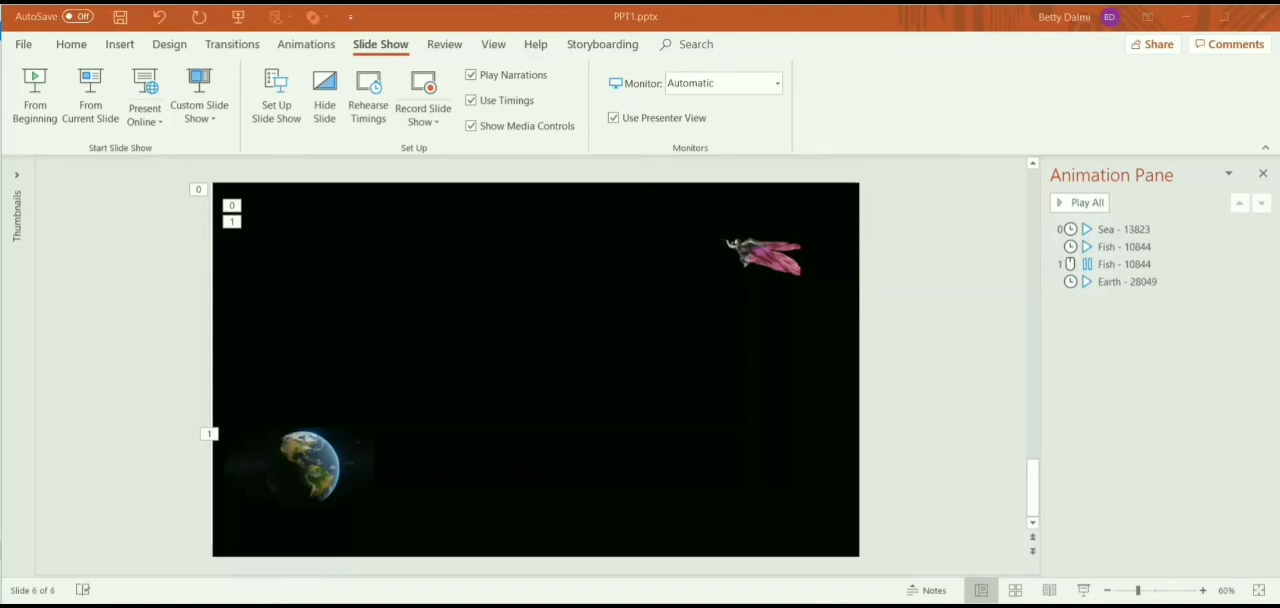 AutoSave Off PPT1.pptx Betty Dalmi BD
File Home Insert Design Transitions Animations Slide Show Review View Help Storyboarding Search Share Comments
From Beginning
From Current Slide
Present Online
Custom Slide Show
Start Slide Show
Set Up Slide Show
Hide Slide
Rehearse Timings
Record Slide Show
Play Narrations
Use Timings
Show Media Controls
Set Up
Monitor: Automatic
Use Presenter View
Monitors
Thumbnails
0
0
1
1
Animation Pane
Play All
0 Sea - 13823
Fish - 10844
1 Fish - 10844
Earth - 28049
Slide 6 of 6 Notes 60%